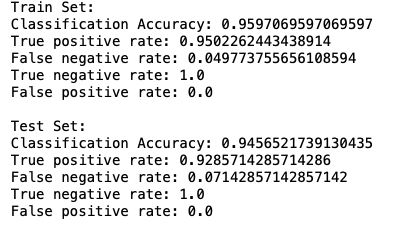 Train Set:
Classification Accuracy: 0.9597069597069597
True positive rate: 0.9502262443438914
False negative rate: 0.049773755656108594
True negative rate: 1.0
False positive rate: 0.0

Test Set:
Classification Accuracy: 0.9456521739130435
True positive rate: 0.9285714285714286
False negative rate: 0.07142857142857142
True negative rate: 1.0
False positive rate: 0.0